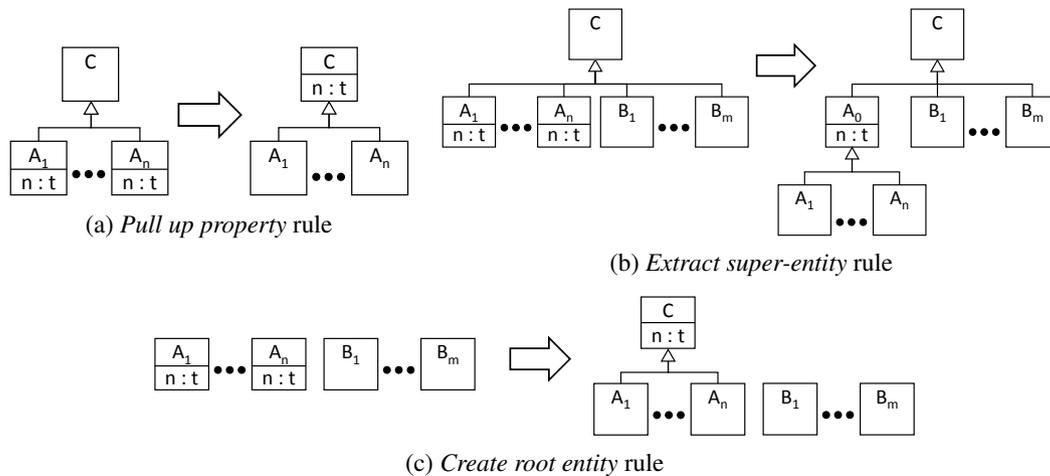 C
A₁ ●●● Aₙ
n : t n : t
C
n : t
A₁ ●●● Aₙ
(a) Pull up property rule
C
A₁ ●●● Aₙ B₁ ●●● Bₘ
n : t n : t
C
A₀ B₁ ●●● Bₘ
n : t
A₁ ●●● Aₙ
(b) Extract super-entity rule
A₁ ●●● Aₙ B₁ ●●● Bₘ
n : t n : t
C
n : t
A₁ ●●● Aₙ B₁ ●●● Bₘ
(c) Create root entity rule